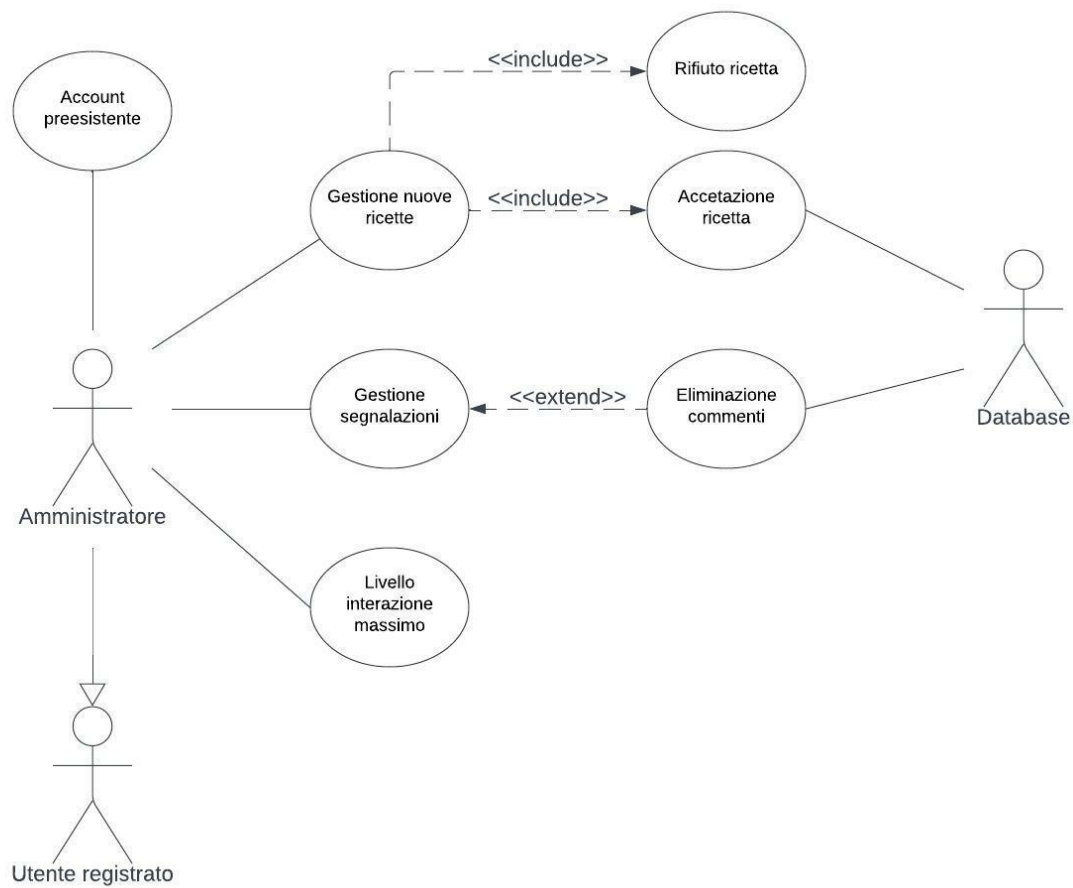 <<include>>
Rifiuto ricetta
Account
preesistente
Gestione nuove
ricette
<<include>>
Accetazione
ricetta
Gestione
segnalazioni
<<extend>>
Eliminazione
commenti
Database
Amministratore
Livello
interazione
massimo
Utente registrato